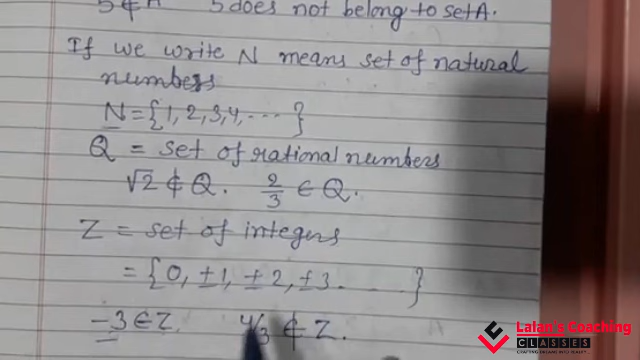 5 ∉ A 5 does not belong to set A.
If we write N means set of natural
numbers
N = {1, 2, 3, 4, ---- }
Q = set of rational numbers
√2 ∉ Q. 2/3 ∈ Q.
Z = set of integers
= {0, ±1, ±2, ±3. . . . . . }
-3 ∈ Z 4/3 ∉ Z.
Lalan's Coaching
CLASSES